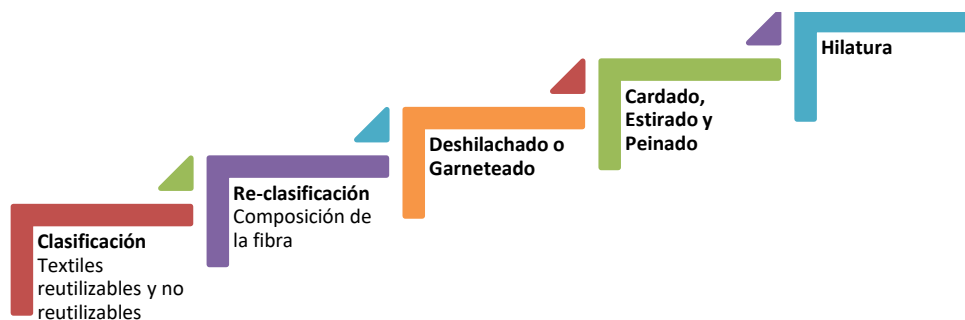 Clasificación
Textiles
reutilizables y no
reutilizables
Re-clasificación
Composición de
la fibra
Deshilachado o
Garneteado
Cardado,
Estirado y
Peinado
Hilatura